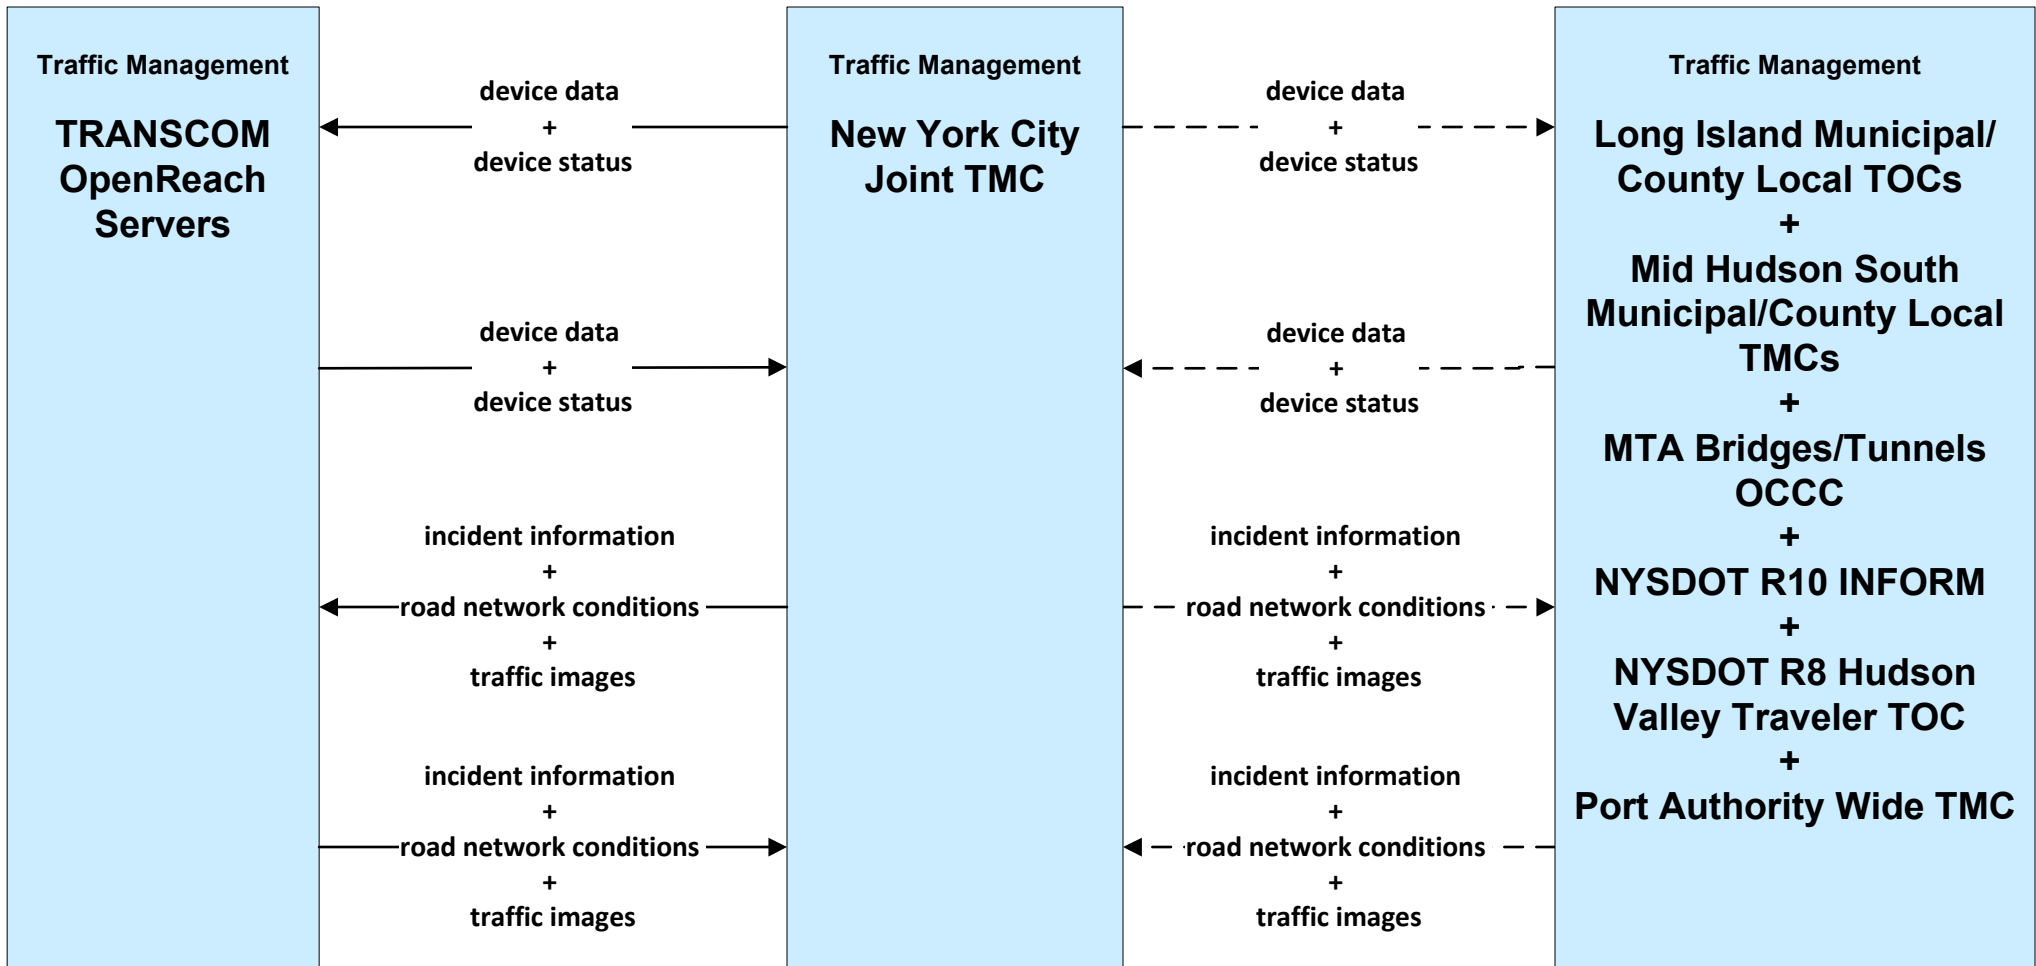 Traffic Management
TRANSCOM
OpenReach
Servers
device data
+
device status
device data
+
device status
incident information
+
road network conditions
+
traffic images
incident information
+
road network conditions
+
traffic images
Traffic Management
New York City
Joint TMC
device data
+
device status
device data
+
device status
incident information
+
road network conditions
+
traffic images
incident information
+
road network conditions
+
traffic images
Traffic Management
Long Island Municipal/
County Local TOCs
+
Mid Hudson South
Municipal/County Local
TMCs
+
MTA Bridges/Tunnels
OCCC
+
NYSDOT R10 INFORM
+
NYSDOT R8 Hudson
Valley Traveler TOC
+
Port Authority Wide TMC